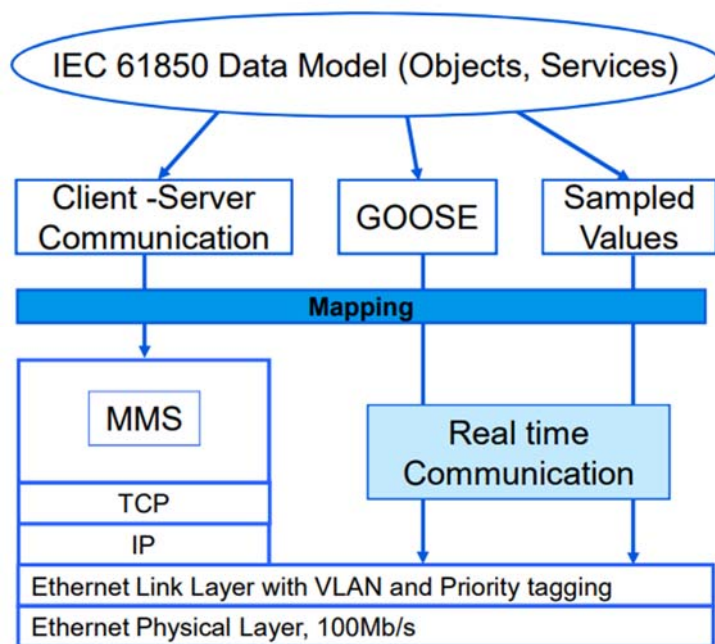 IEC 61850 Data Model (Objects, Services)
Client -Server
Communication
GOOSE
Sampled
Values
Mapping
MMS
Real time
Communication
TCP
IP
Ethernet Link Layer with VLAN and Priority tagging
Ethernet Physical Layer, 100Mb/s